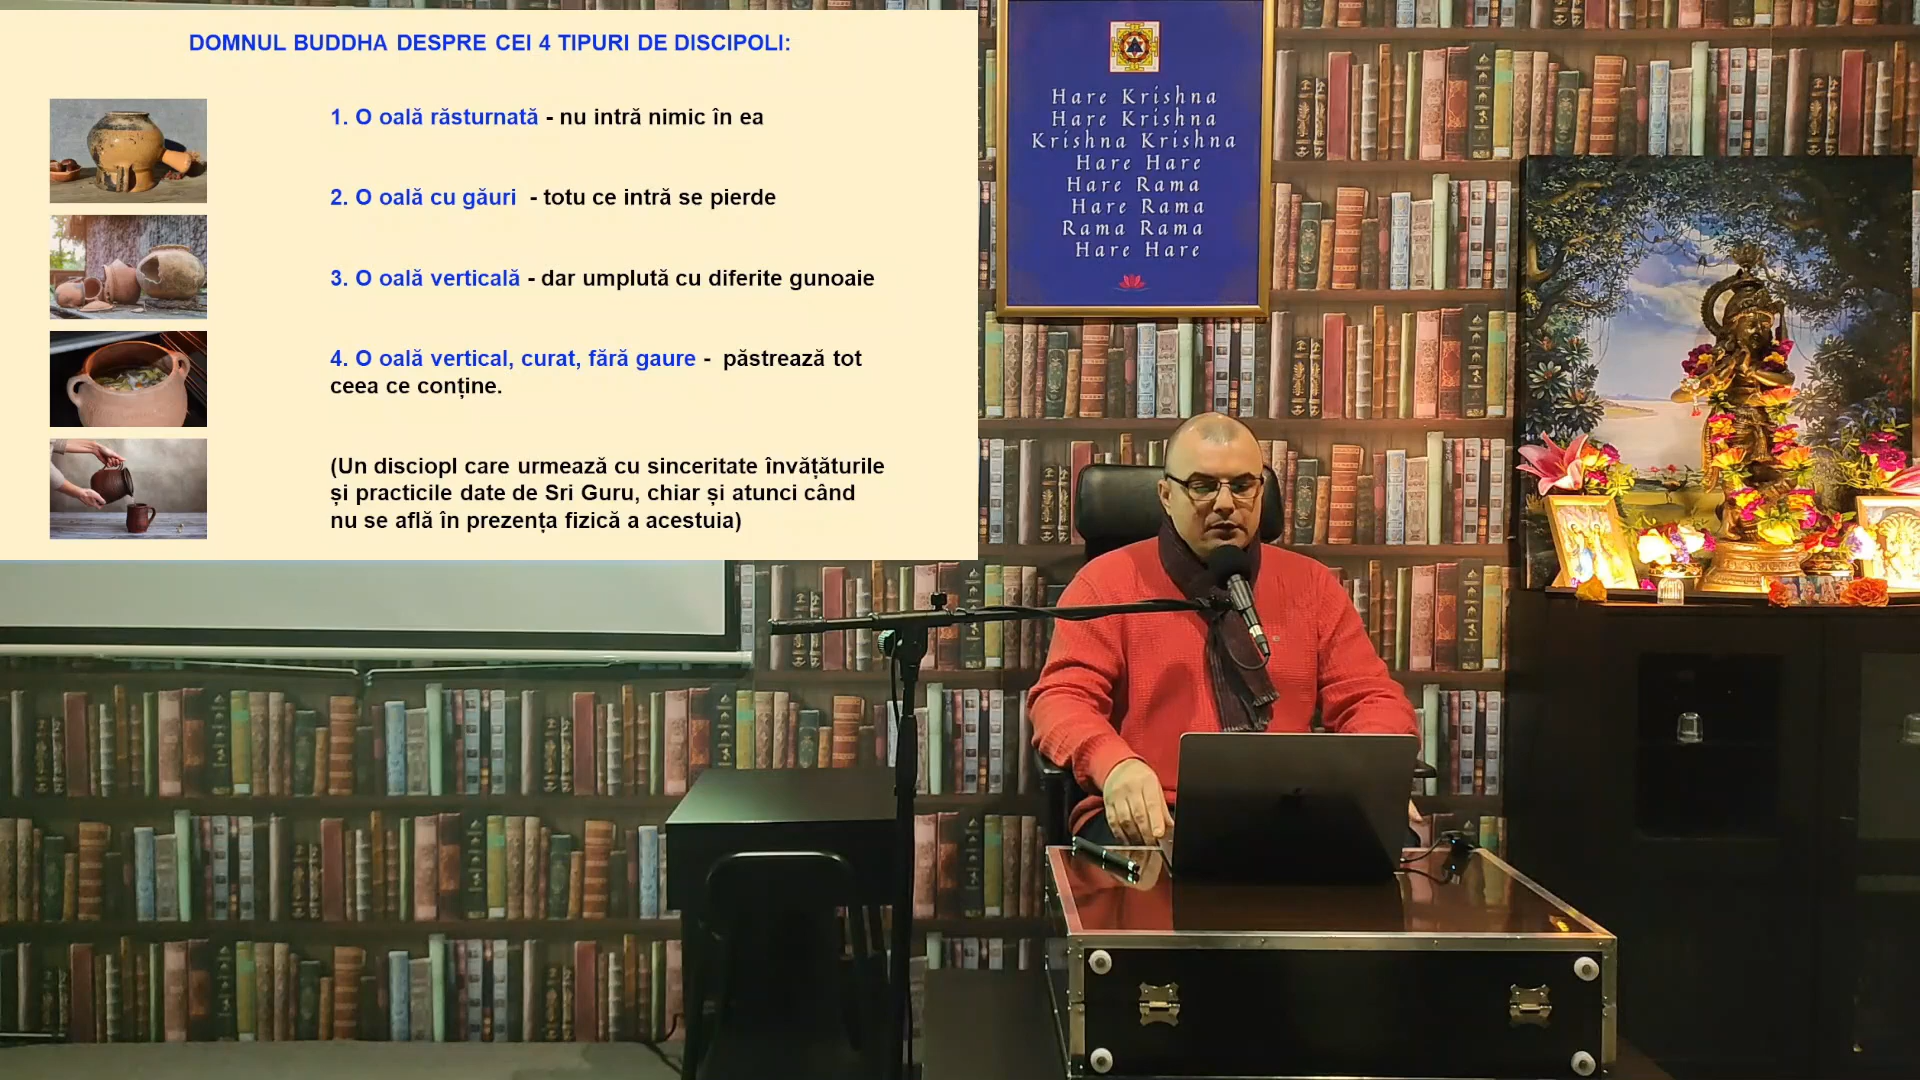 DOMNUL BUDDHA DESPRE CEI 4 TIPURI DE DISCIPOLI:
1. O oală răsturnată - nu intră nimic în ea
2. O oală cu găuri - totu ce intră se pierde
3. O oală verticală - dar umplută cu diferite gunoaie
4. O oală vertical, curat, fără gaure - păstrează tot
ceea ce conține.
(Un disciopl care urmează cu sinceritate învățăturile
și practicile date de Sri Guru, chiar și atunci când
nu se află în prezența fizică a acestuia)
Hare Krishna
Hare Krishna
Krishna Krishna
Hare Hare
Hare Rama
Hare Rama
Rama Rama
Hare Hare